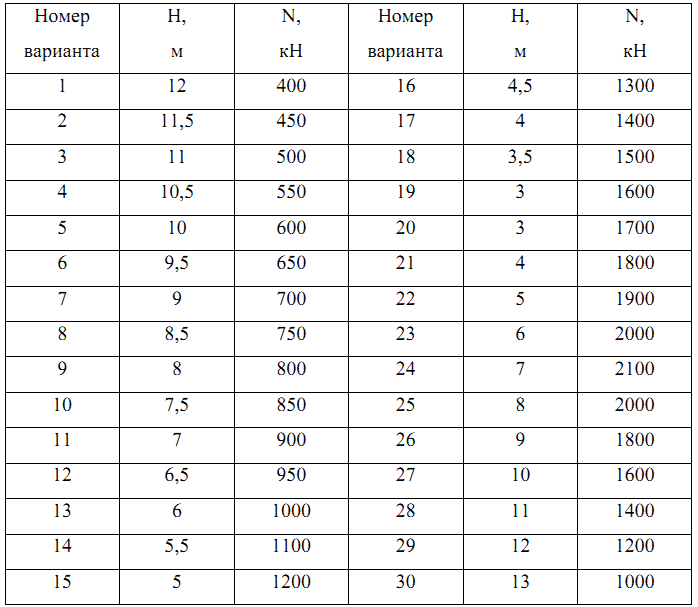 Номер H, N, Номер H, N,
варианта м кН варианта м кН
1 12 400 16 4,5 1300
2 11,5 450 17 4 1400
3 11 500 18 3,5 1500
4 10,5 550 19 3 1600
5 10 600 20 3 1700
6 9,5 650 21 4 1800
7 9 700 22 5 1900
8 8,5 750 23 6 2000
9 8 800 24 7 2100
10 7,5 850 25 8 2000
11 7 900 26 9 1800
12 6,5 950 27 10 1600
13 6 1000 28 11 1400
14 5,5 1100 29 12 1200
15 5 1200 30 13 1000